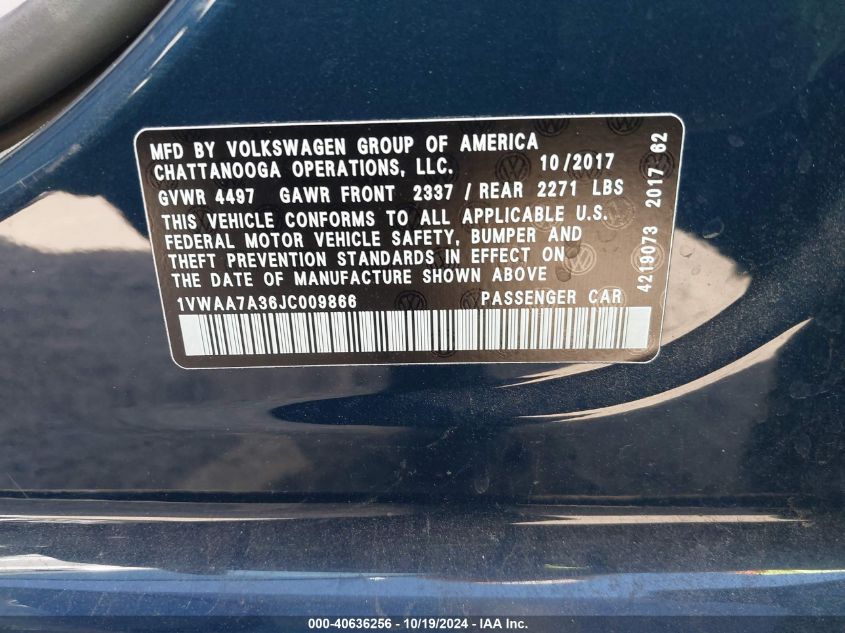 MFD BY VOLKSWAGEN GROUP OF AMERICA
CHATTANOOGA OPERATIONS, LLC. 10/2017
GVWR 4497 GAWR FRONT 2337 / REAR 2271 LBS
THIS VEHICLE CONFORMS TO ALL APPLICABLE U.S.
FEDERAL MOTOR VEHICLE SAFETY, BUMPER AND
THEFT PREVENTION STANDARDS IN EFFECT ON
THE DATE OF MANUFACTURE SHOWN ABOVE
1VWAA7A36JC009866 PASSENGER CAR
4219073 2017 62
000-40636256 - 10/19/2024 - IAA Inc.